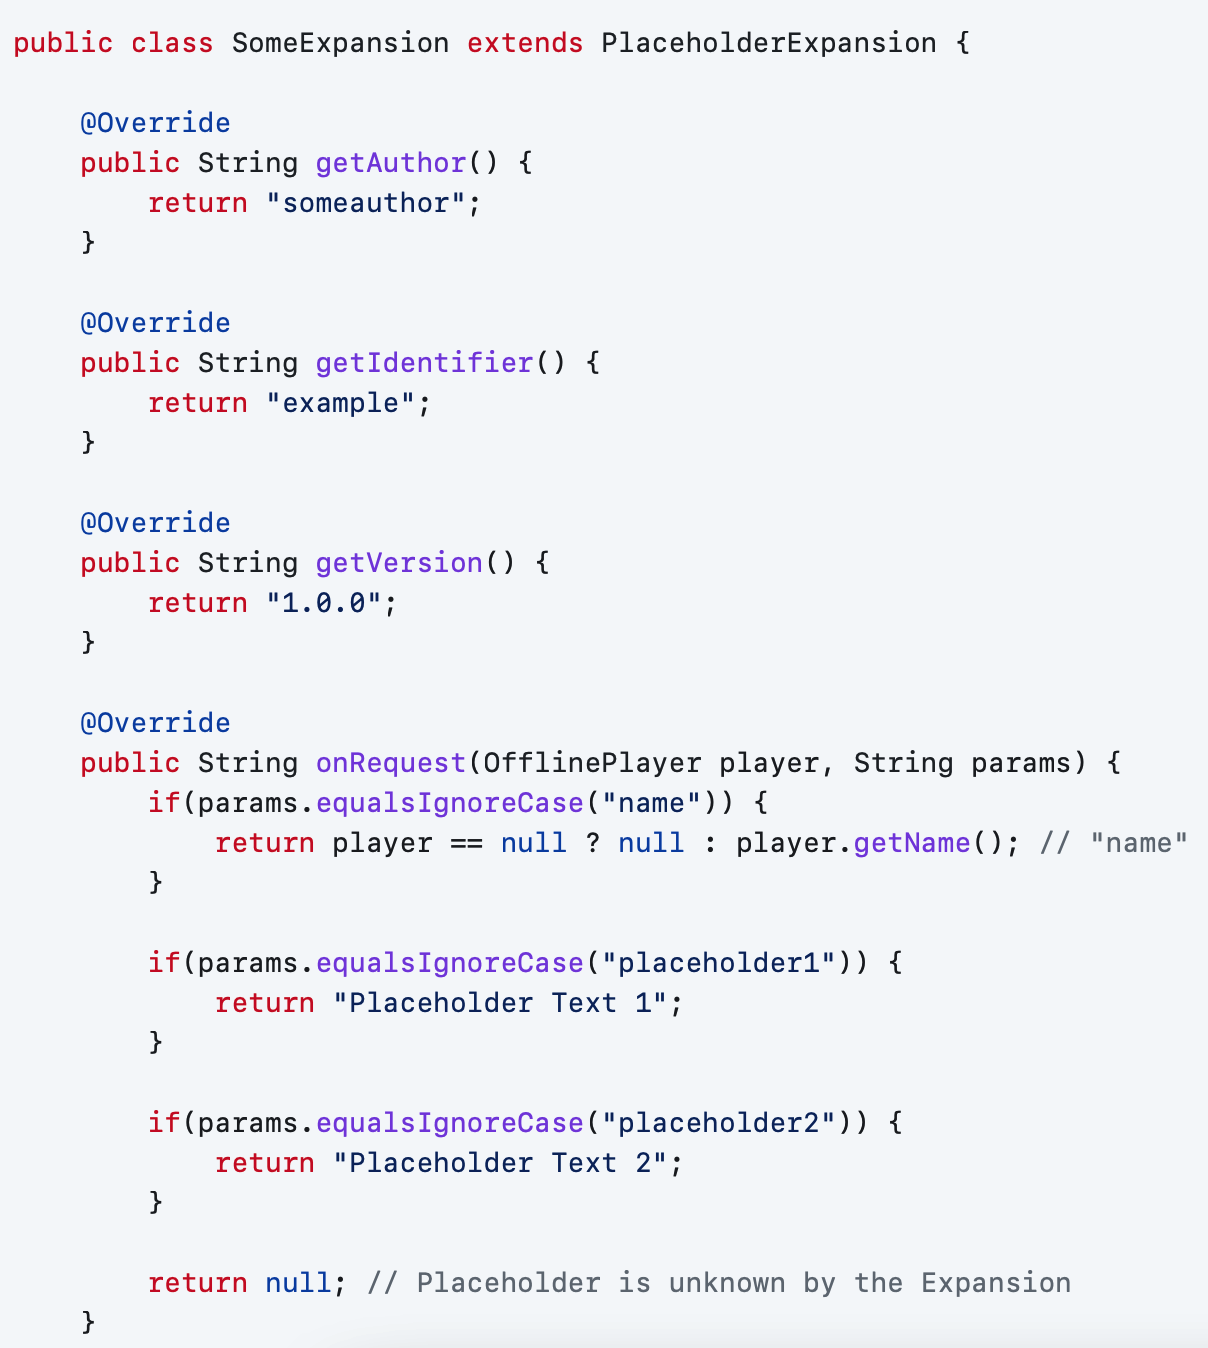 public class SomeExpansion extends PlaceholderExpansion {

    @Override
    public String getAuthor() {
        return "someauthor";
    }

    @Override
    public String getIdentifier() {
        return "example";
    }

    @Override
    public String getVersion() {
        return "1.0.0";
    }

    @Override
    public String onRequest(OfflinePlayer player, String params) {
        if(params.equalsIgnoreCase("name")) {
            return player == null ? null : player.getName(); // "name"
        }

        if(params.equalsIgnoreCase("placeholder1")) {
            return "Placeholder Text 1";
        }

        if(params.equalsIgnoreCase("placeholder2")) {
            return "Placeholder Text 2";
        }

        return null; // Placeholder is unknown by the Expansion
    }